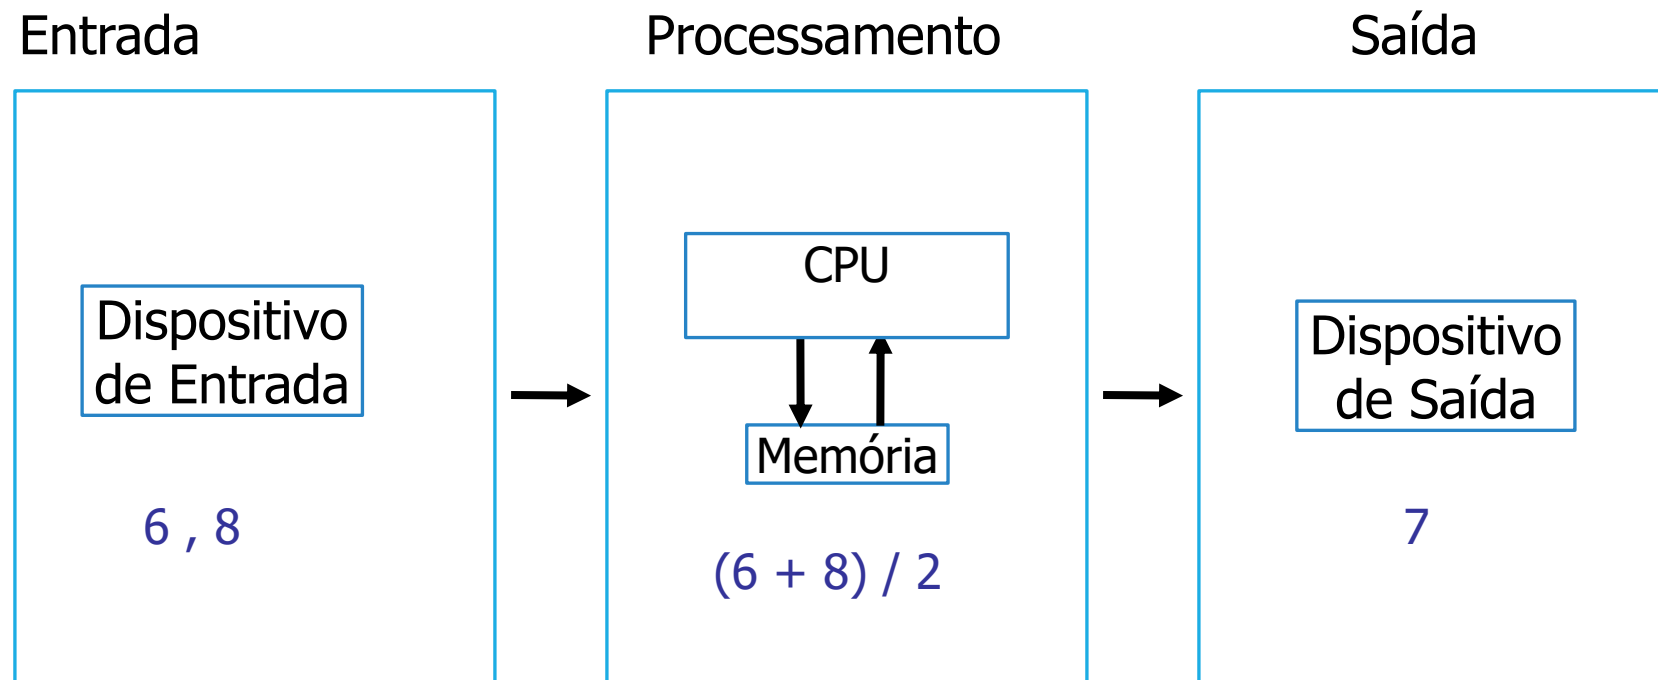 Entrada
Processamento
Saída
Dispositivo
de Entrada
6 , 8
CPU
Memória
(6 + 8) / 2
Dispositivo
de Saída
7